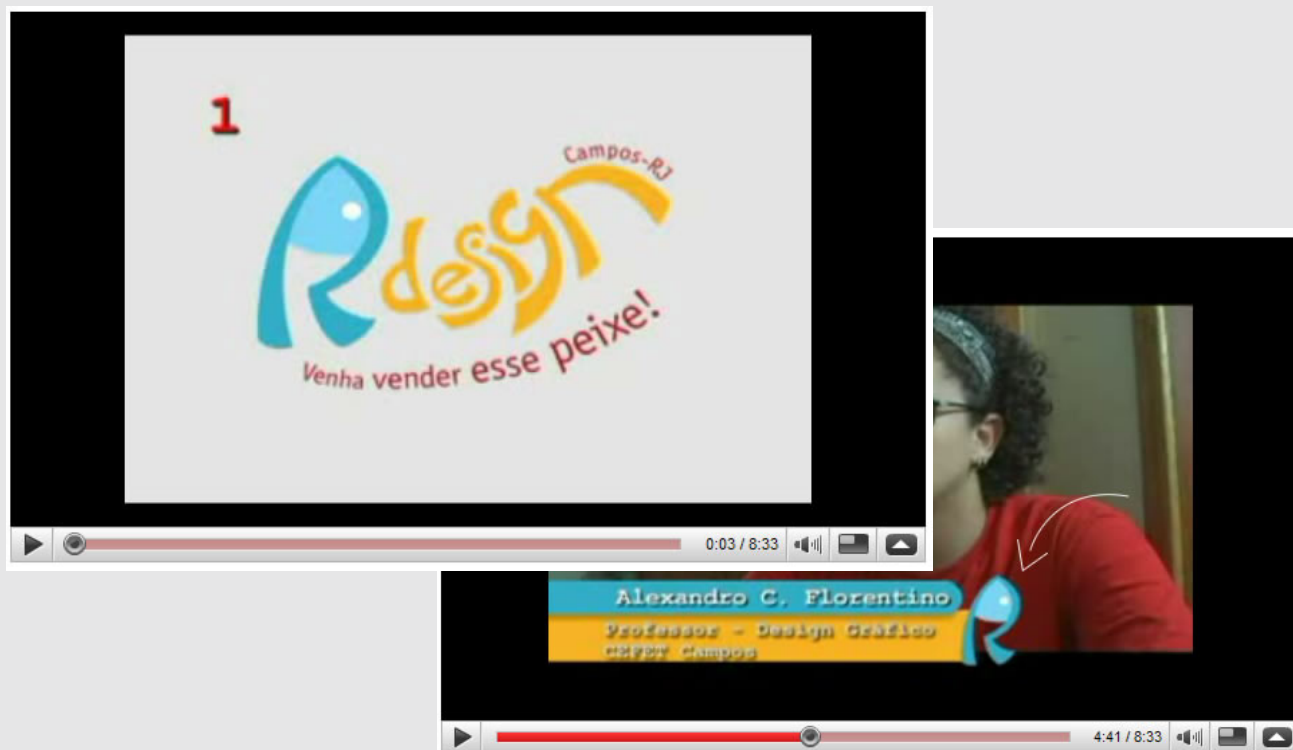 1
Campos-RJ
Rdesign
Venha vender esse peixe!
0:03 / 8:33
Alexandro C. Florentino
Professor - Design Gráfico
CEFET Campos
R
4:41 / 8:33